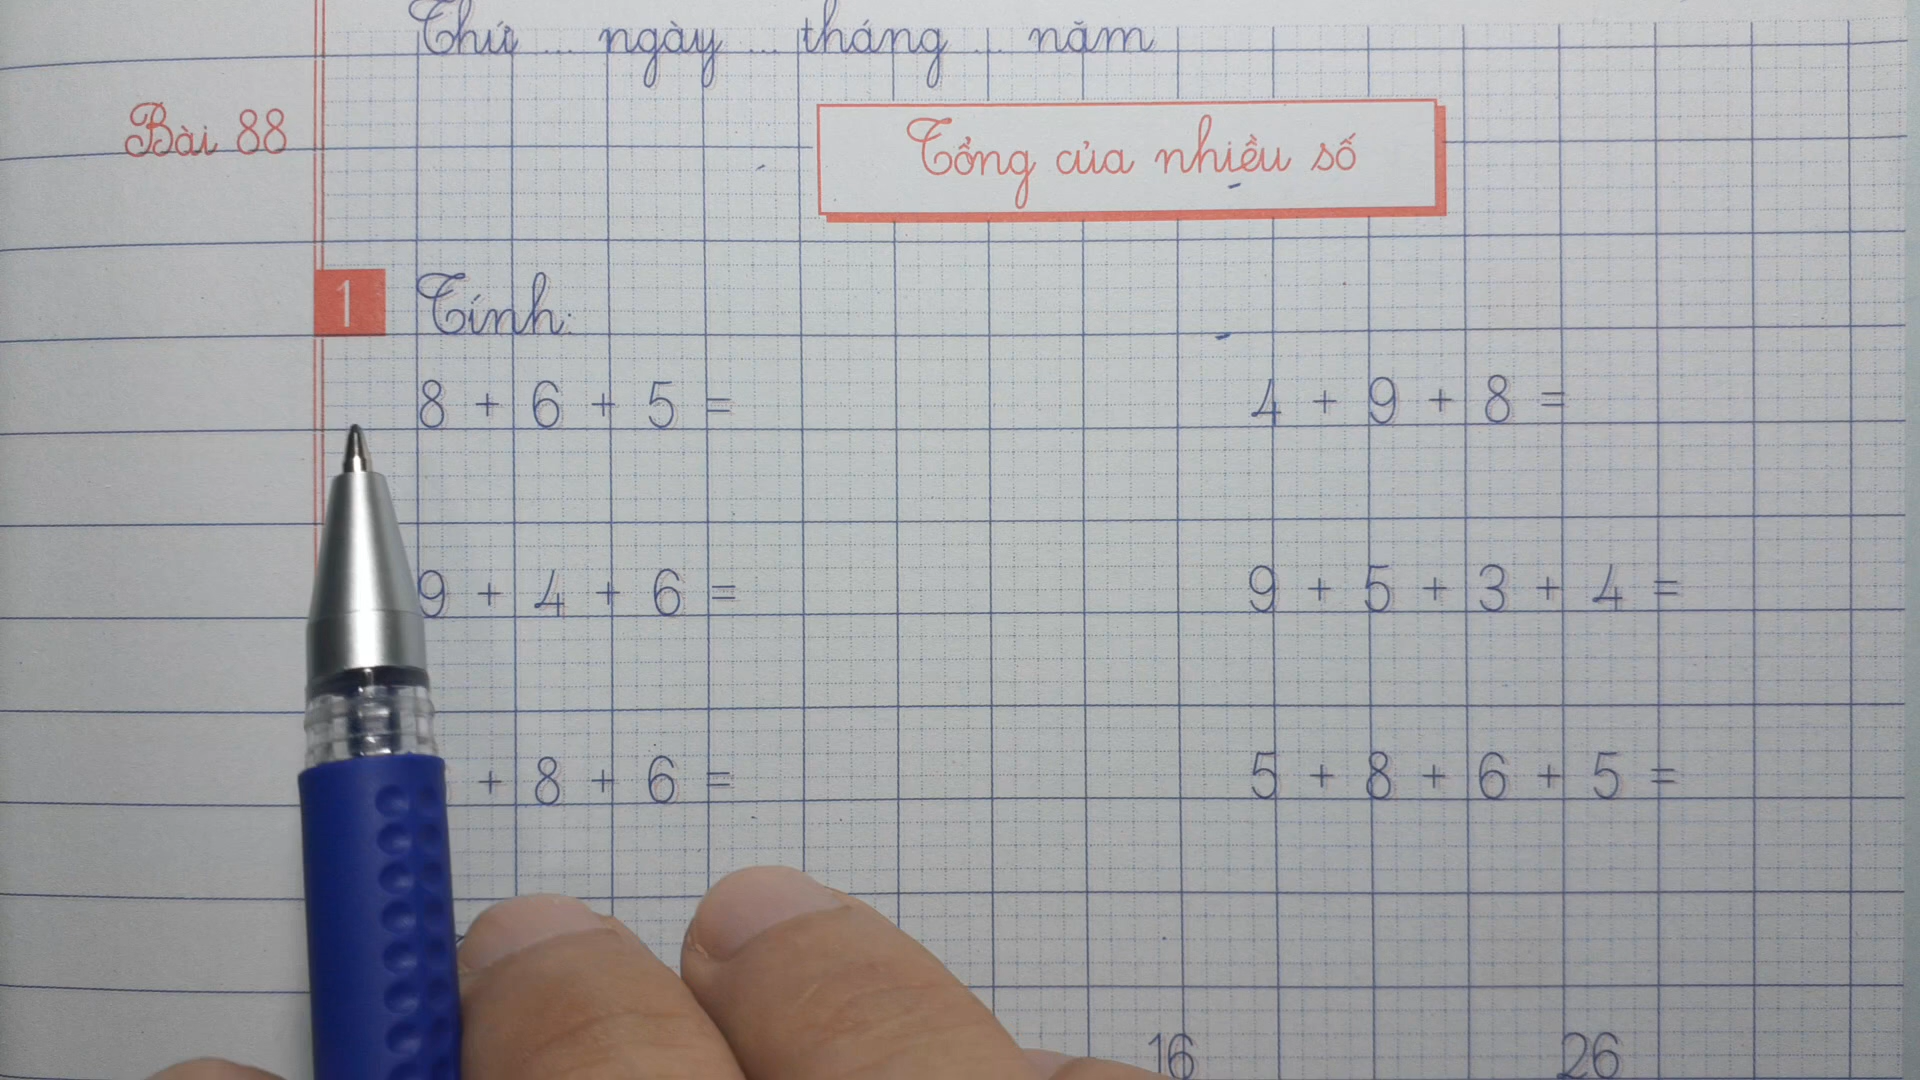 Thứ ... ngày ... tháng ... năm
Bài 88
Tổng của nhiều số
1 Tính:
8 + 6 + 5 =
4 + 9 + 8 =
9 + 4 + 6 =
9 + 5 + 3 + 4 =
+ 8 + 6 =
5 + 8 + 6 + 5 =
16
26